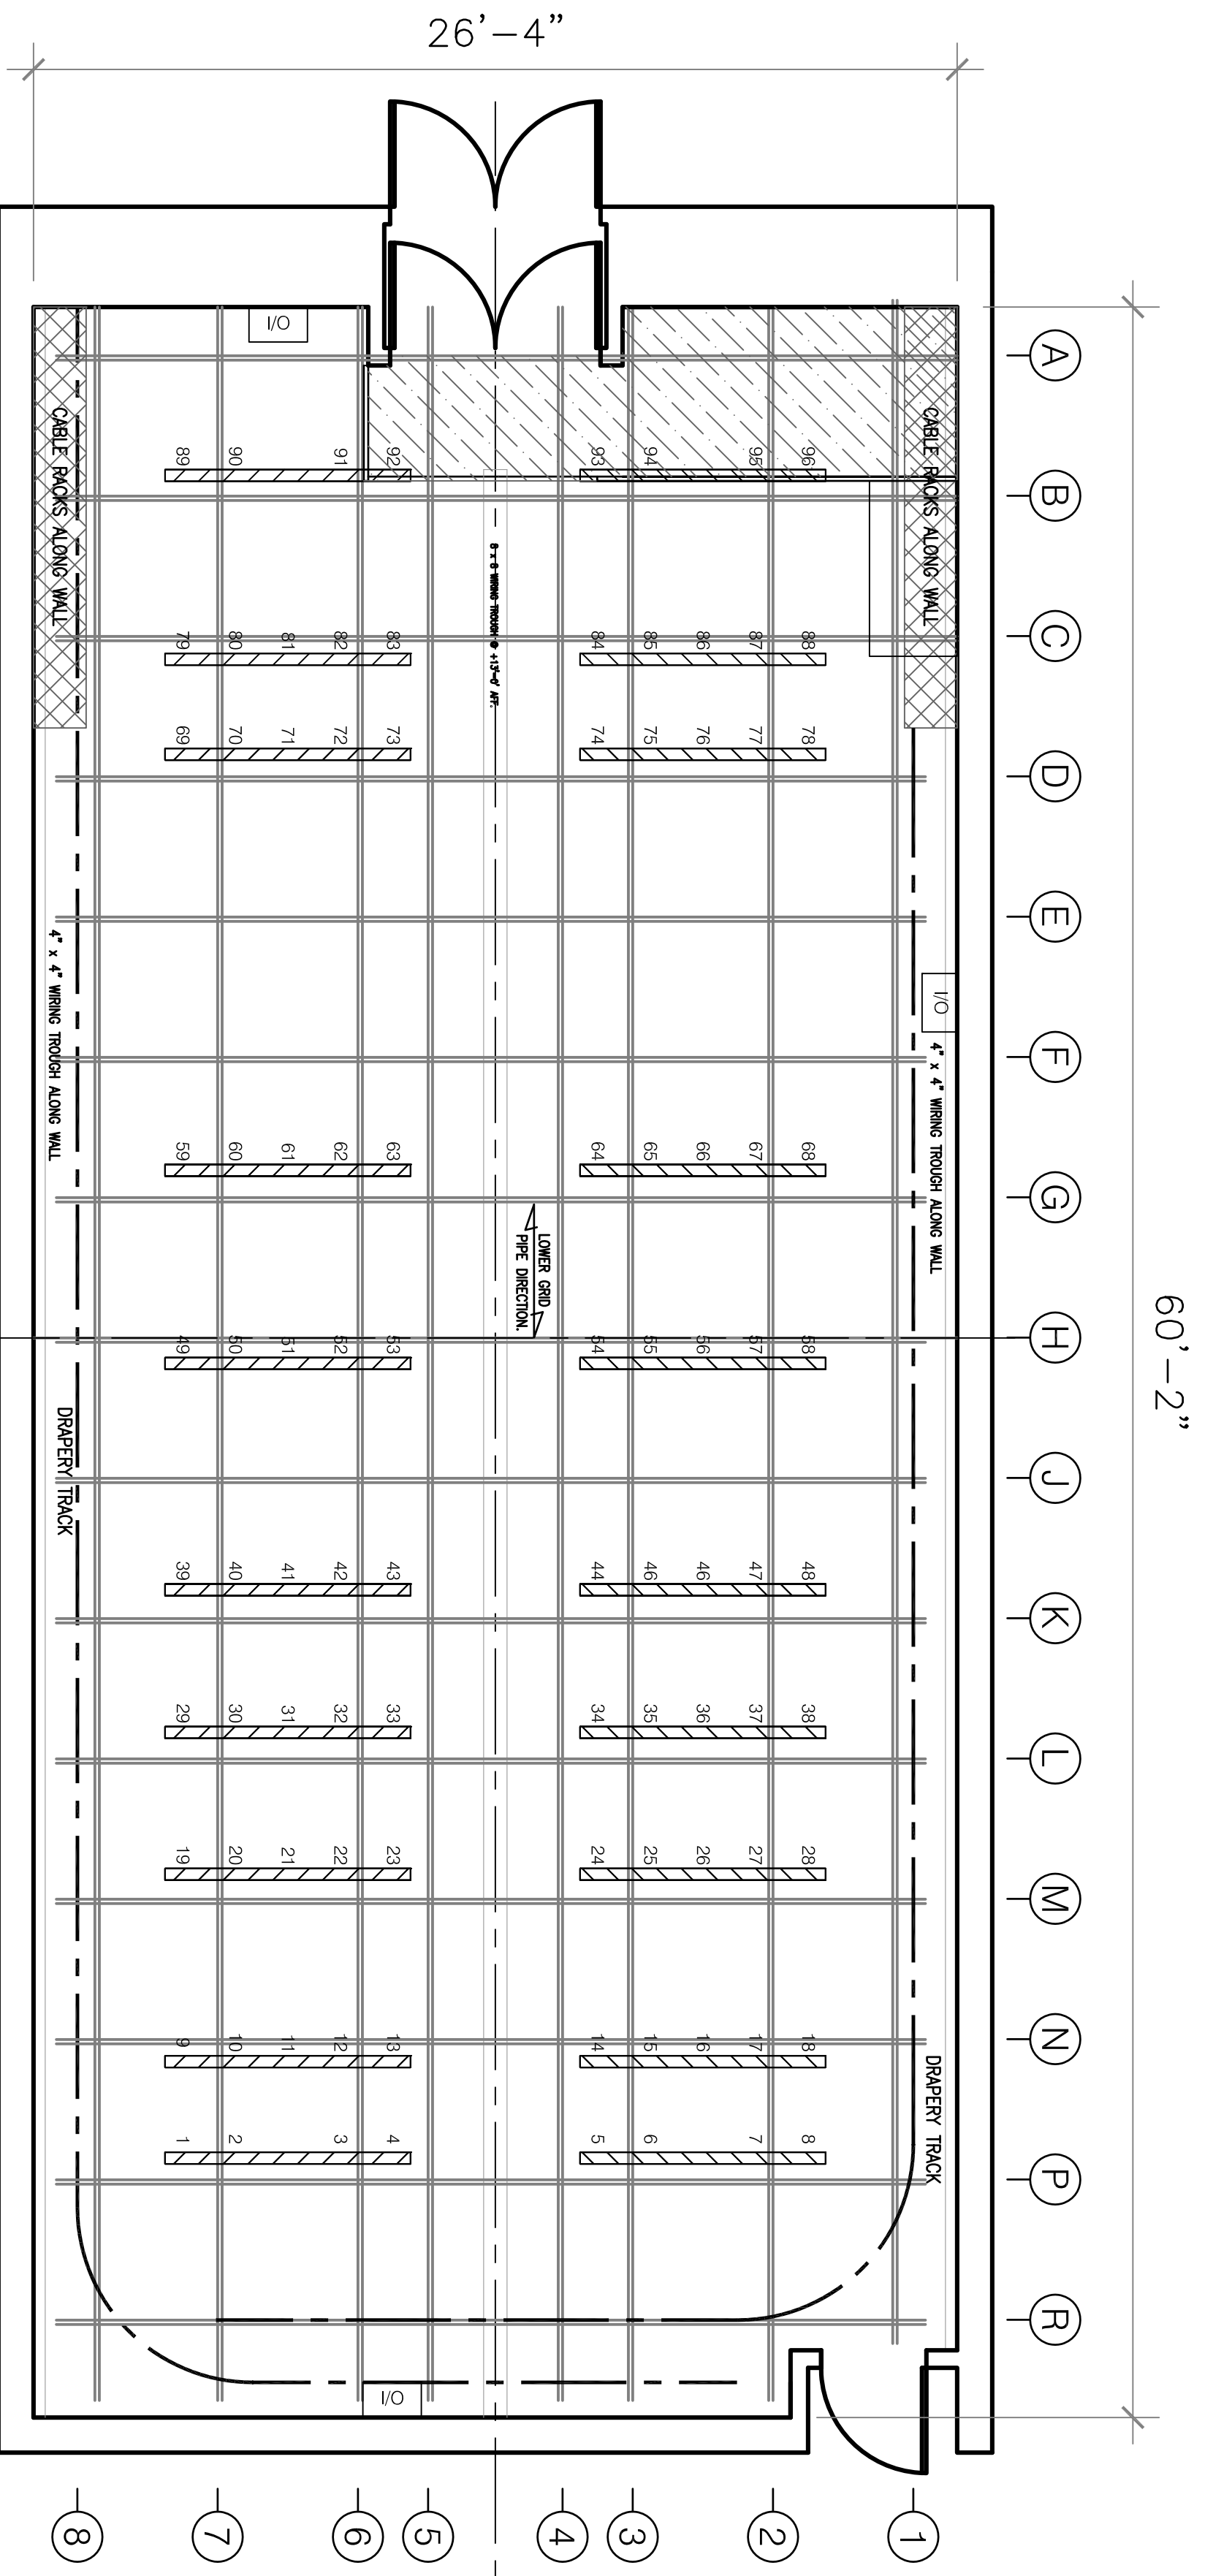 26'-4"
60'-2"
A
B
C
D
E
F
G
H
J
K
L
M
N
P
R
I/O
CABLE RACKS ALONG WALL
CABLE RACKS ALONG WALL
89 90 91 92 93 94 95 96
8 x 8 WIRING TROUGH @ +13'-6' AFF.
79 80 81 82 83 84 85 86 87 88
69 70 71 72 73 74 75 76 77 78
I/O
4" x 4" WIRING TROUGH ALONG WALL
4" x 4" WIRING TROUGH ALONG WALL
59 60 61 62 63 64 65 66 67 68
LOWER GRID
PIPE DIRECTION.
49 50 51 52 53 54 55 56 57 58
DRAPERY TRACK
39 40 41 42 43 44 46 46 47 48
29 30 31 32 33 34 35 36 37 38
19 20 21 22 23 24 25 26 27 28
9 10 11 12 13 14 15 16 17 18
DRAPERY TRACK
1 2 3 4 5 6 7 8
I/O
8
7
6
5
4
3
2
1